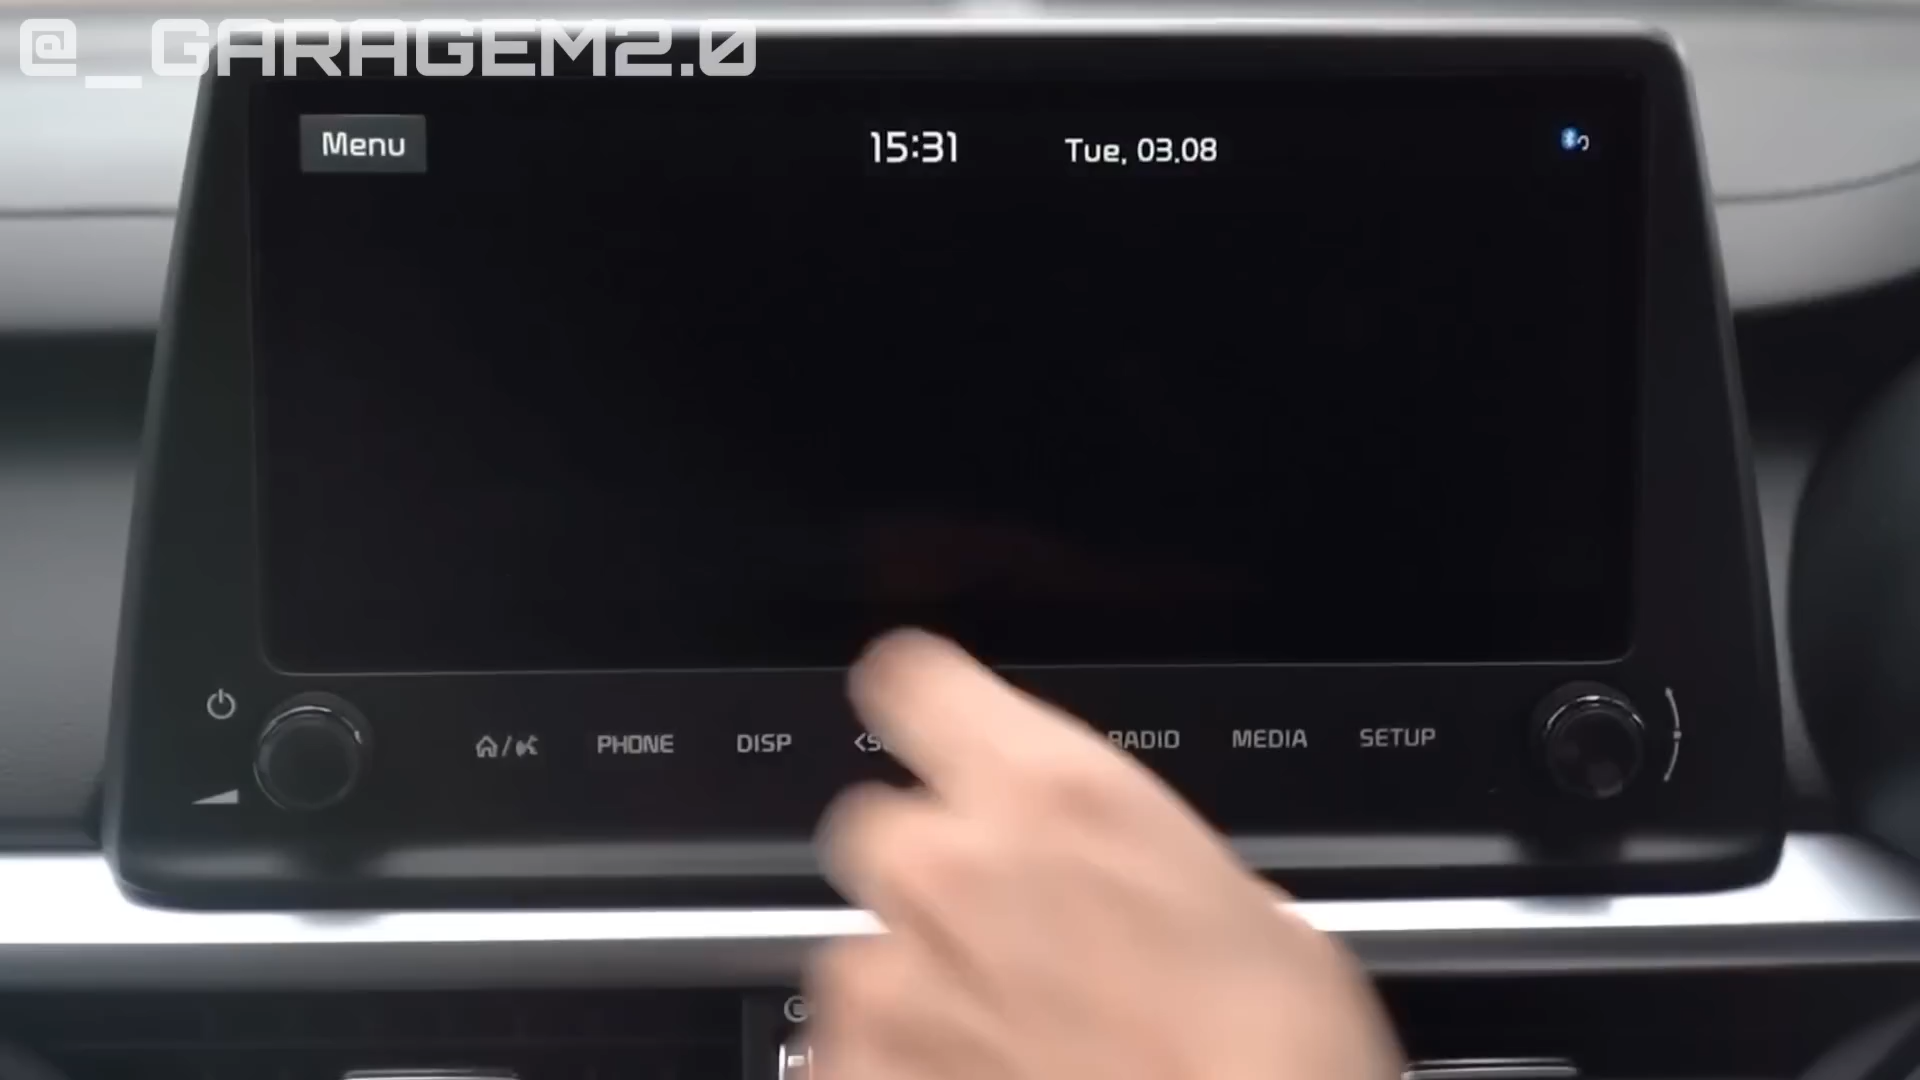 @_GARAGEM2.0
Menu
15:31
Tue, 03.08
PHONE
DISP
RADIO
MEDIA
SETUP